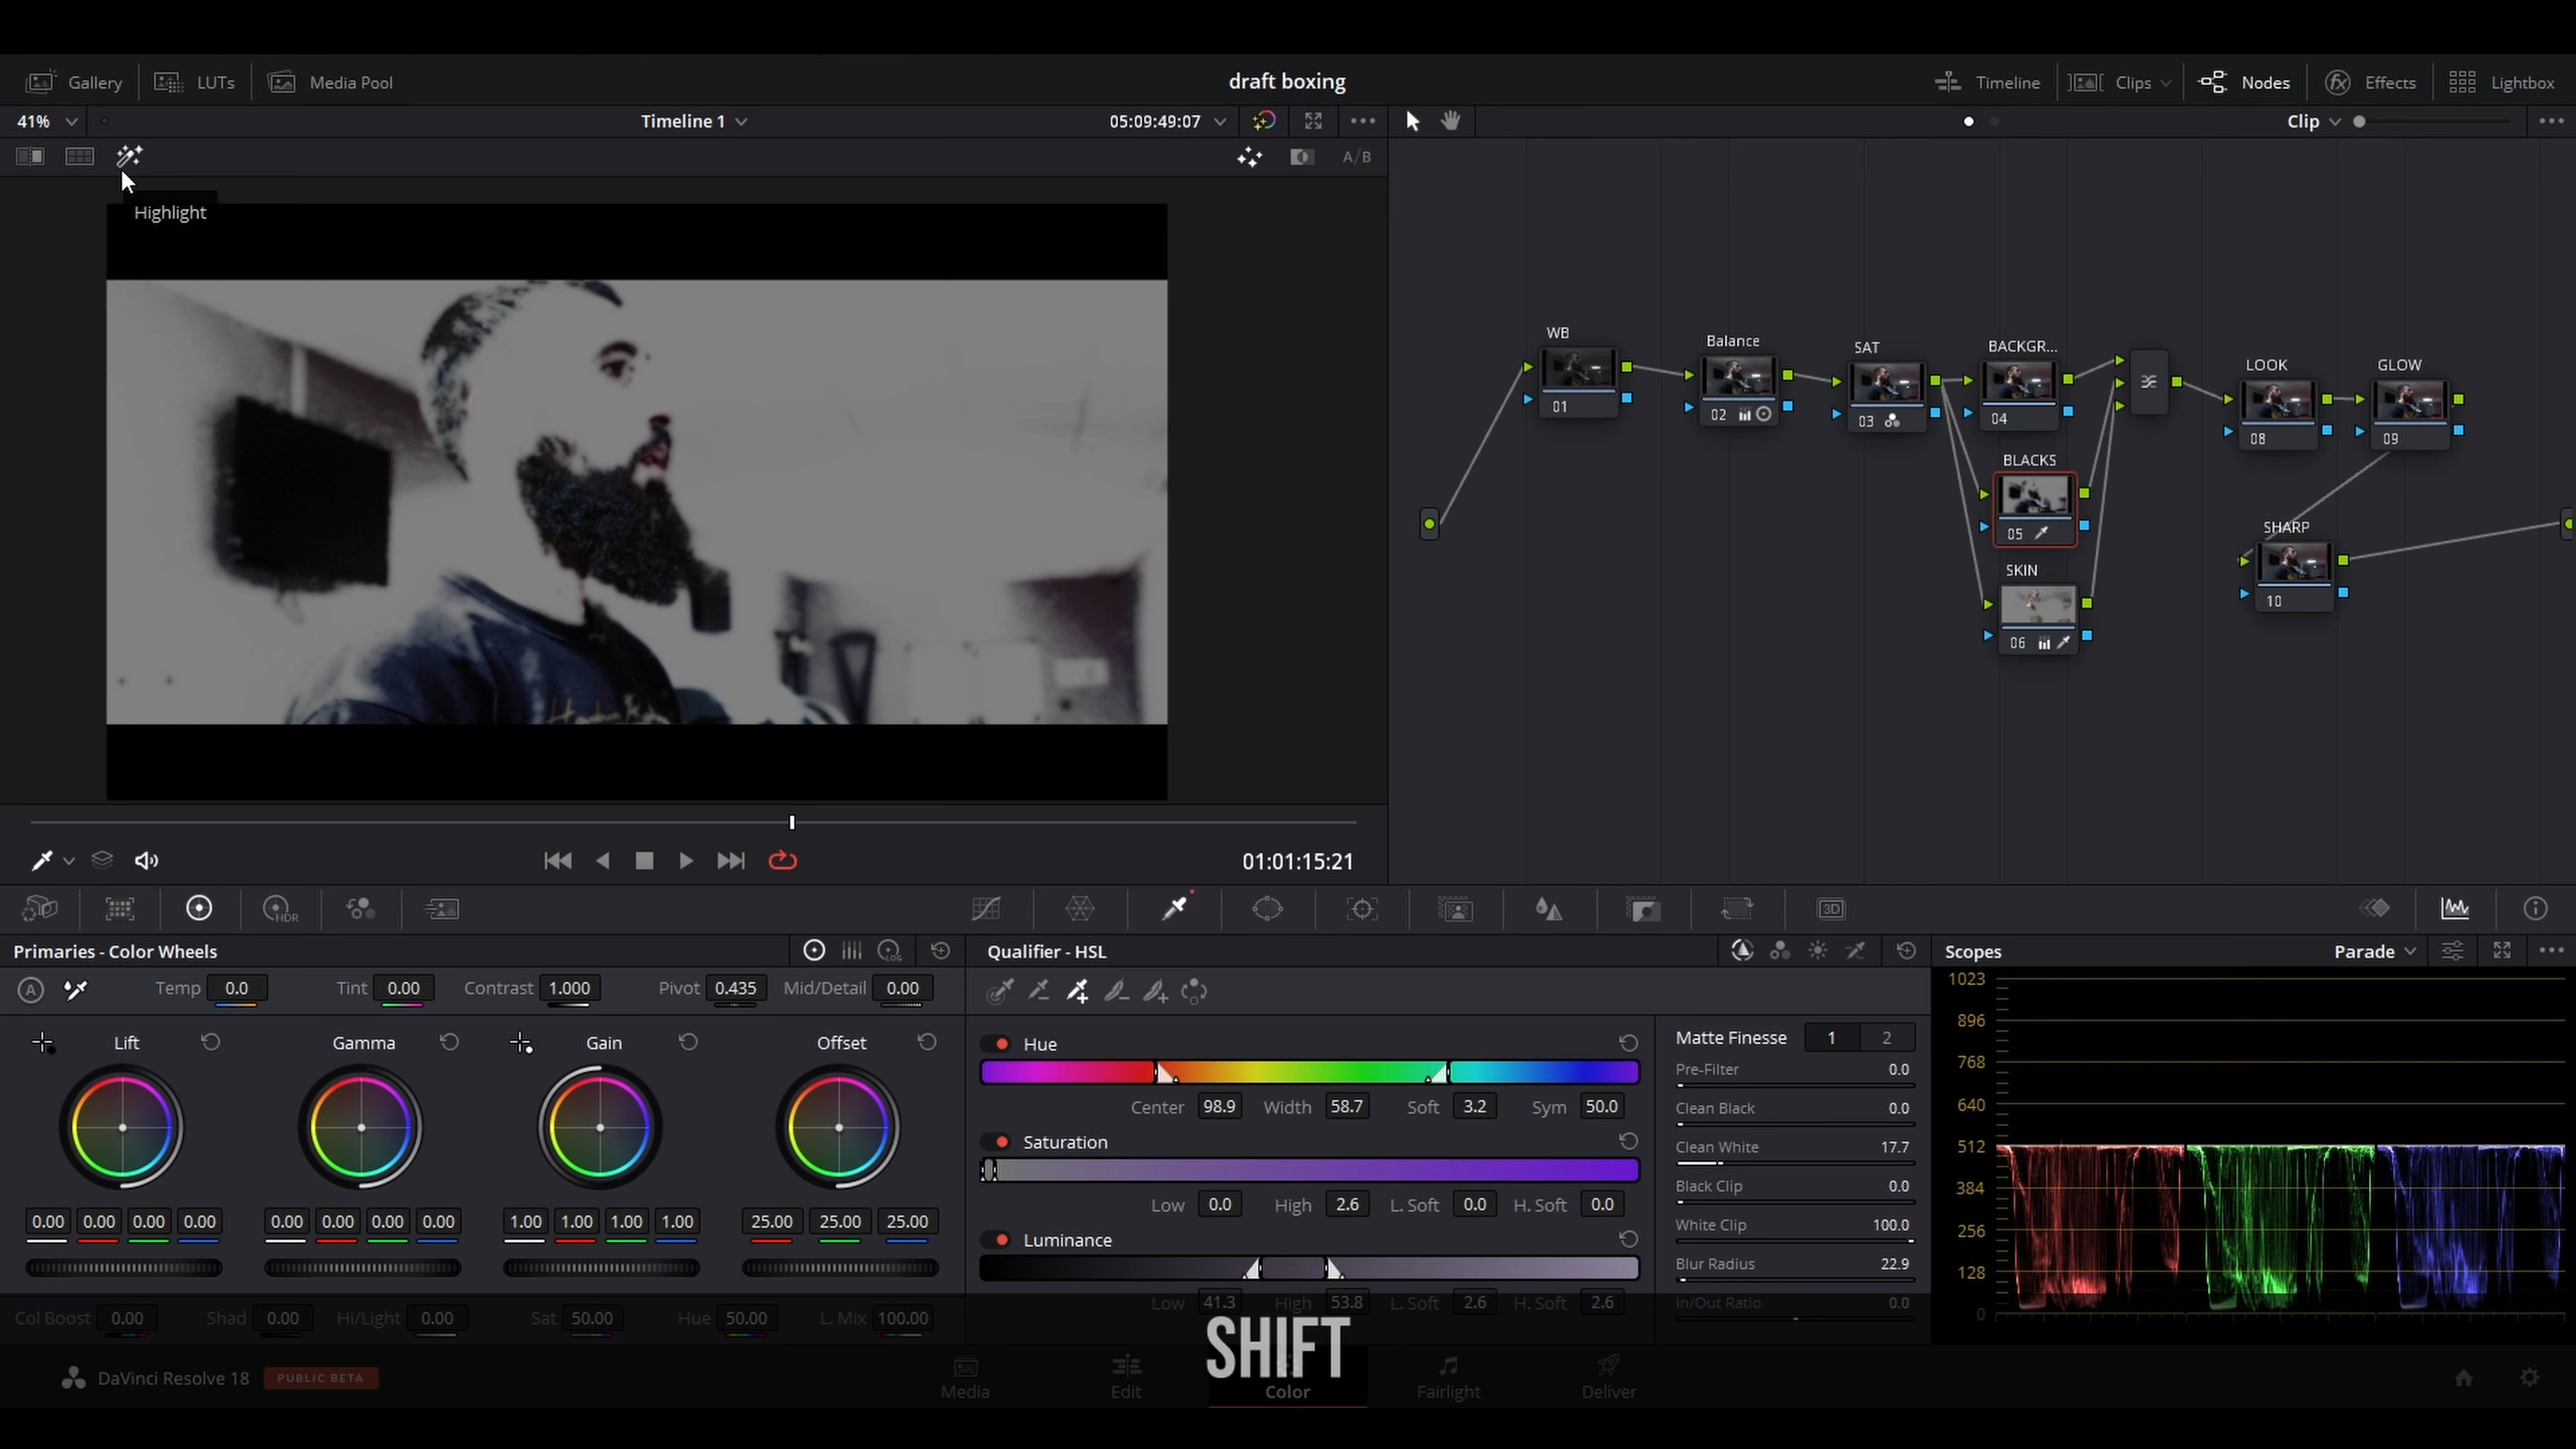 Gallery LUTs Media Pool draft boxing Timeline Clips Nodes Effects Lightbox
41% Timeline 1 05:09:49:07 Clip
A/B
Highlight
WB Balance SAT BACKGR... LOOK GLOW
01 02 03 04 08 09
BLACKS
05
SHARP
10
SKIN
06
01:01:15:21
HDR 3D
Primaries - Color Wheels LOG Qualifier - HSL Scopes Parade
A Temp 0.0 Tint 0.00 Contrast 1.000 Pivot 0.435 Mid/Detail 0.00
Lift Gamma Gain Offset
0.00 0.00 0.00 0.00 0.00 0.00 0.00 0.00 1.00 1.00 1.00 1.00 25.00 25.00 25.00
Col Boost 0.00 Shad 0.00 Hi/Light 0.00 Sat 50.00 Hue 50.00 L. Mix 100.00
Hue
Center 98.9 Width 58.7 Soft 3.2 Sym 50.0
Saturation
Low 0.0 High 2.6 L. Soft 0.0 H. Soft 0.0
Luminance
Low 41.3 High 53.8 L. Soft 2.6 H. Soft 2.6
Matte Finesse 1 2
Pre-Filter 0.0
Clean Black 0.0
Clean White 17.7
Black Clip 0.0
White Clip 100.0
Blur Radius 22.9
In/Out Ratio 0.0
1023
896
768
640
512
384
256
128
0
SHIFT
DaVinci Resolve 18 PUBLIC BETA Media Edit Color Fairlight Deliver